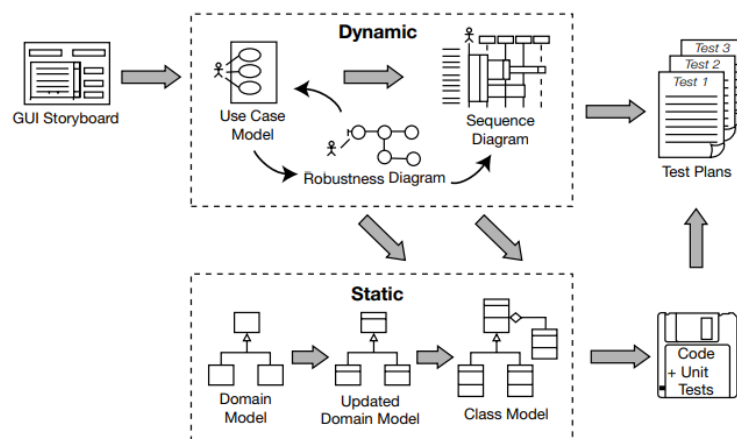 Dynamic
GUI Storyboard
Use Case
Model
Sequence
Diagram
Robustness Diagram
Test 3
Test 2
Test 1
Test Plans
Static
Domain
Model
Updated
Domain Model
Class Model
Code
+ Unit
Tests